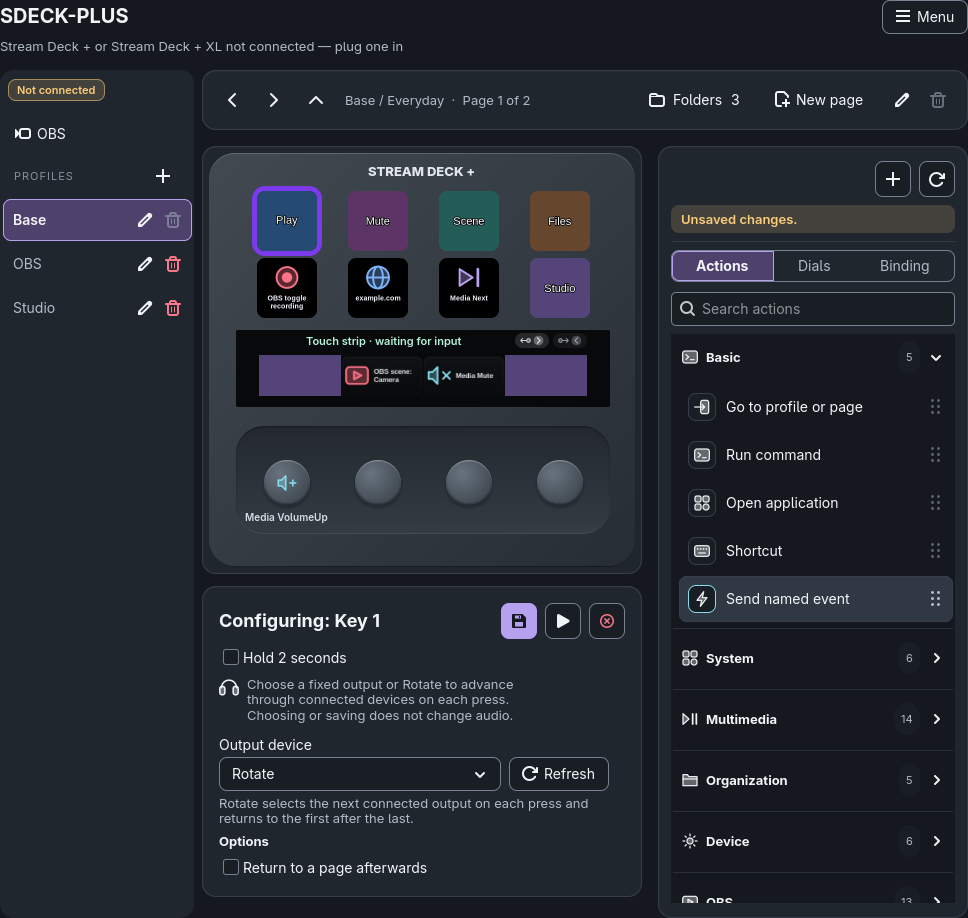 SDECK-PLUS
Menu
Stream Deck + or Stream Deck + XL not connected — plug one in
Not connected
OBS
PROFILES
Base
OBS
Studio
Base / Everyday · Page 1 of 2
Folders 3
New page
STREAM DECK +
Play
Mute
Scene
Files
OBS toggle
recording
example.com
Media Next
Studio
Touch strip · waiting for input
OBS scene:
Camera
Media Mute
Media VolumeUp
Configuring: Key 1
Hold 2 seconds
Choose a fixed output or Rotate to advance
through connected devices on each press.
Choosing or saving does not change audio.
Output device
Rotate
Refresh
Rotate selects the next connected output on each press and
returns to the first after the last.
Options
Return to a page afterwards
Unsaved changes.
Actions
Dials
Binding
Search actions
Basic 5
Go to profile or page
Run command
Open application
Shortcut
Send named event
System 6
Multimedia 14
Organization 5
Device 6
OBS 13